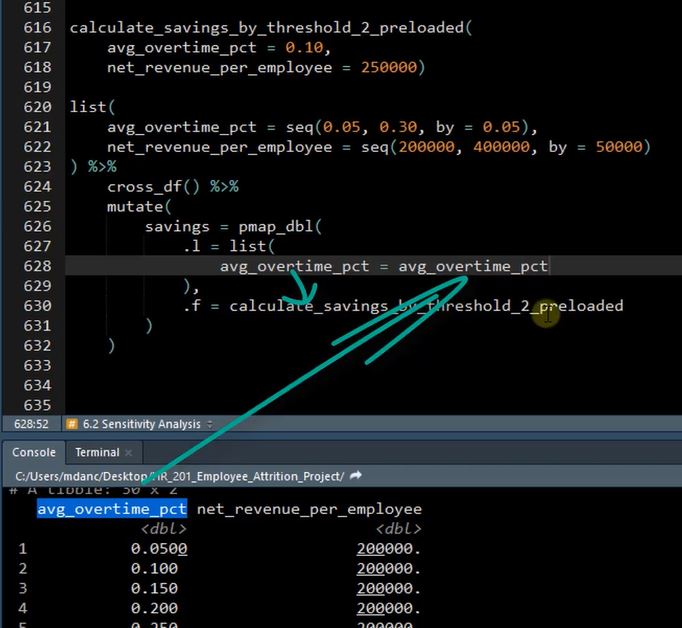 615
616 calculate_savings_by_threshold_2_preloaded(
617 avg_overtime_pct = 0.10,
618 net_revenue_per_employee = 250000)
619
620 list(
621 avg_overtime_pct = seq(0.05, 0.30, by = 0.05),
622 net_revenue_per_employee = seq(200000, 400000, by = 50000)
623 ) %>%
624 cross_df() %>%
625 mutate(
626 savings = pmap_dbl(
627 .l = list(
628 avg_overtime_pct = avg_overtime_pct
629 ),
630 .f = calculate_savings_by_threshold_2_preloaded
631 )
632 )
633
634
635
628:52 # 6.2 Sensitivity Analysis
Console Terminal
C:/Users/mdanc/Desktop/HR_201_Employee_Attrition_Project/
# A tibble: 30 x 2
avg_overtime_pct net_revenue_per_employee
<dbl> <dbl>
1 0.0500 200000.
2 0.100 200000.
3 0.150 200000.
4 0.200 200000.
5 0.250 200000.